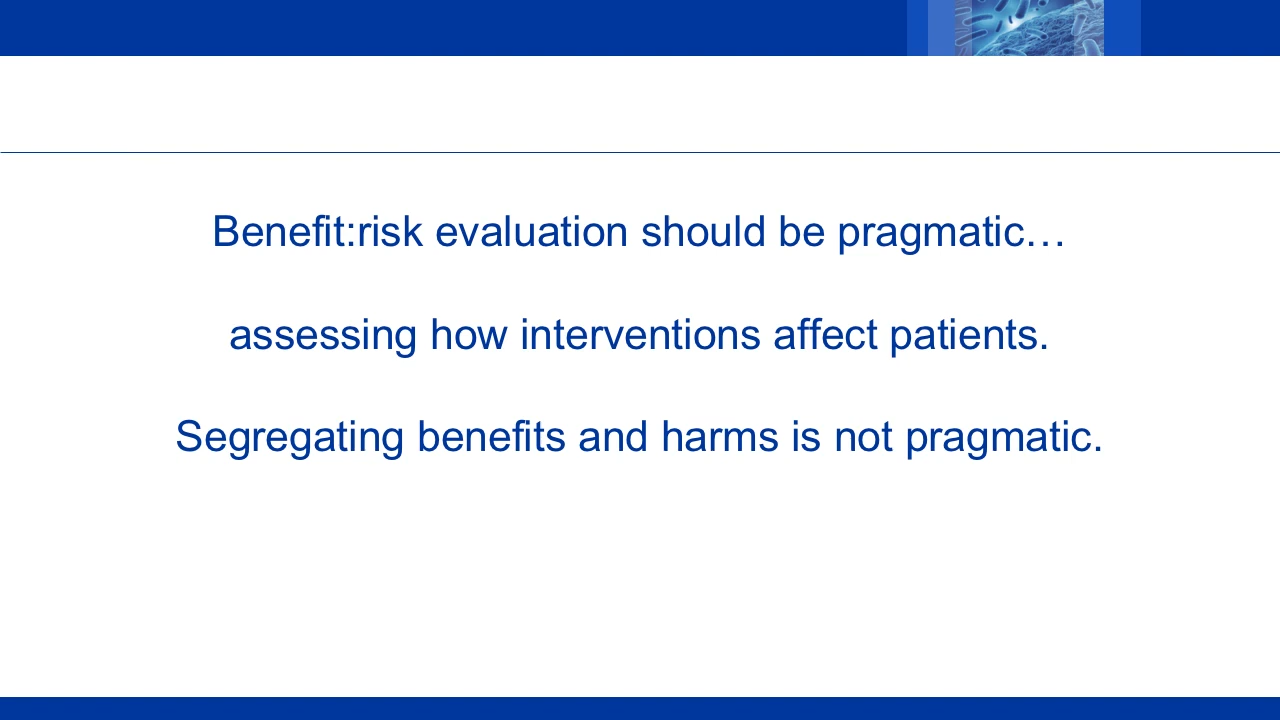 Benefit:risk evaluation should be pragmatic…
assessing how interventions affect patients.
Segregating benefits and harms is not pragmatic.